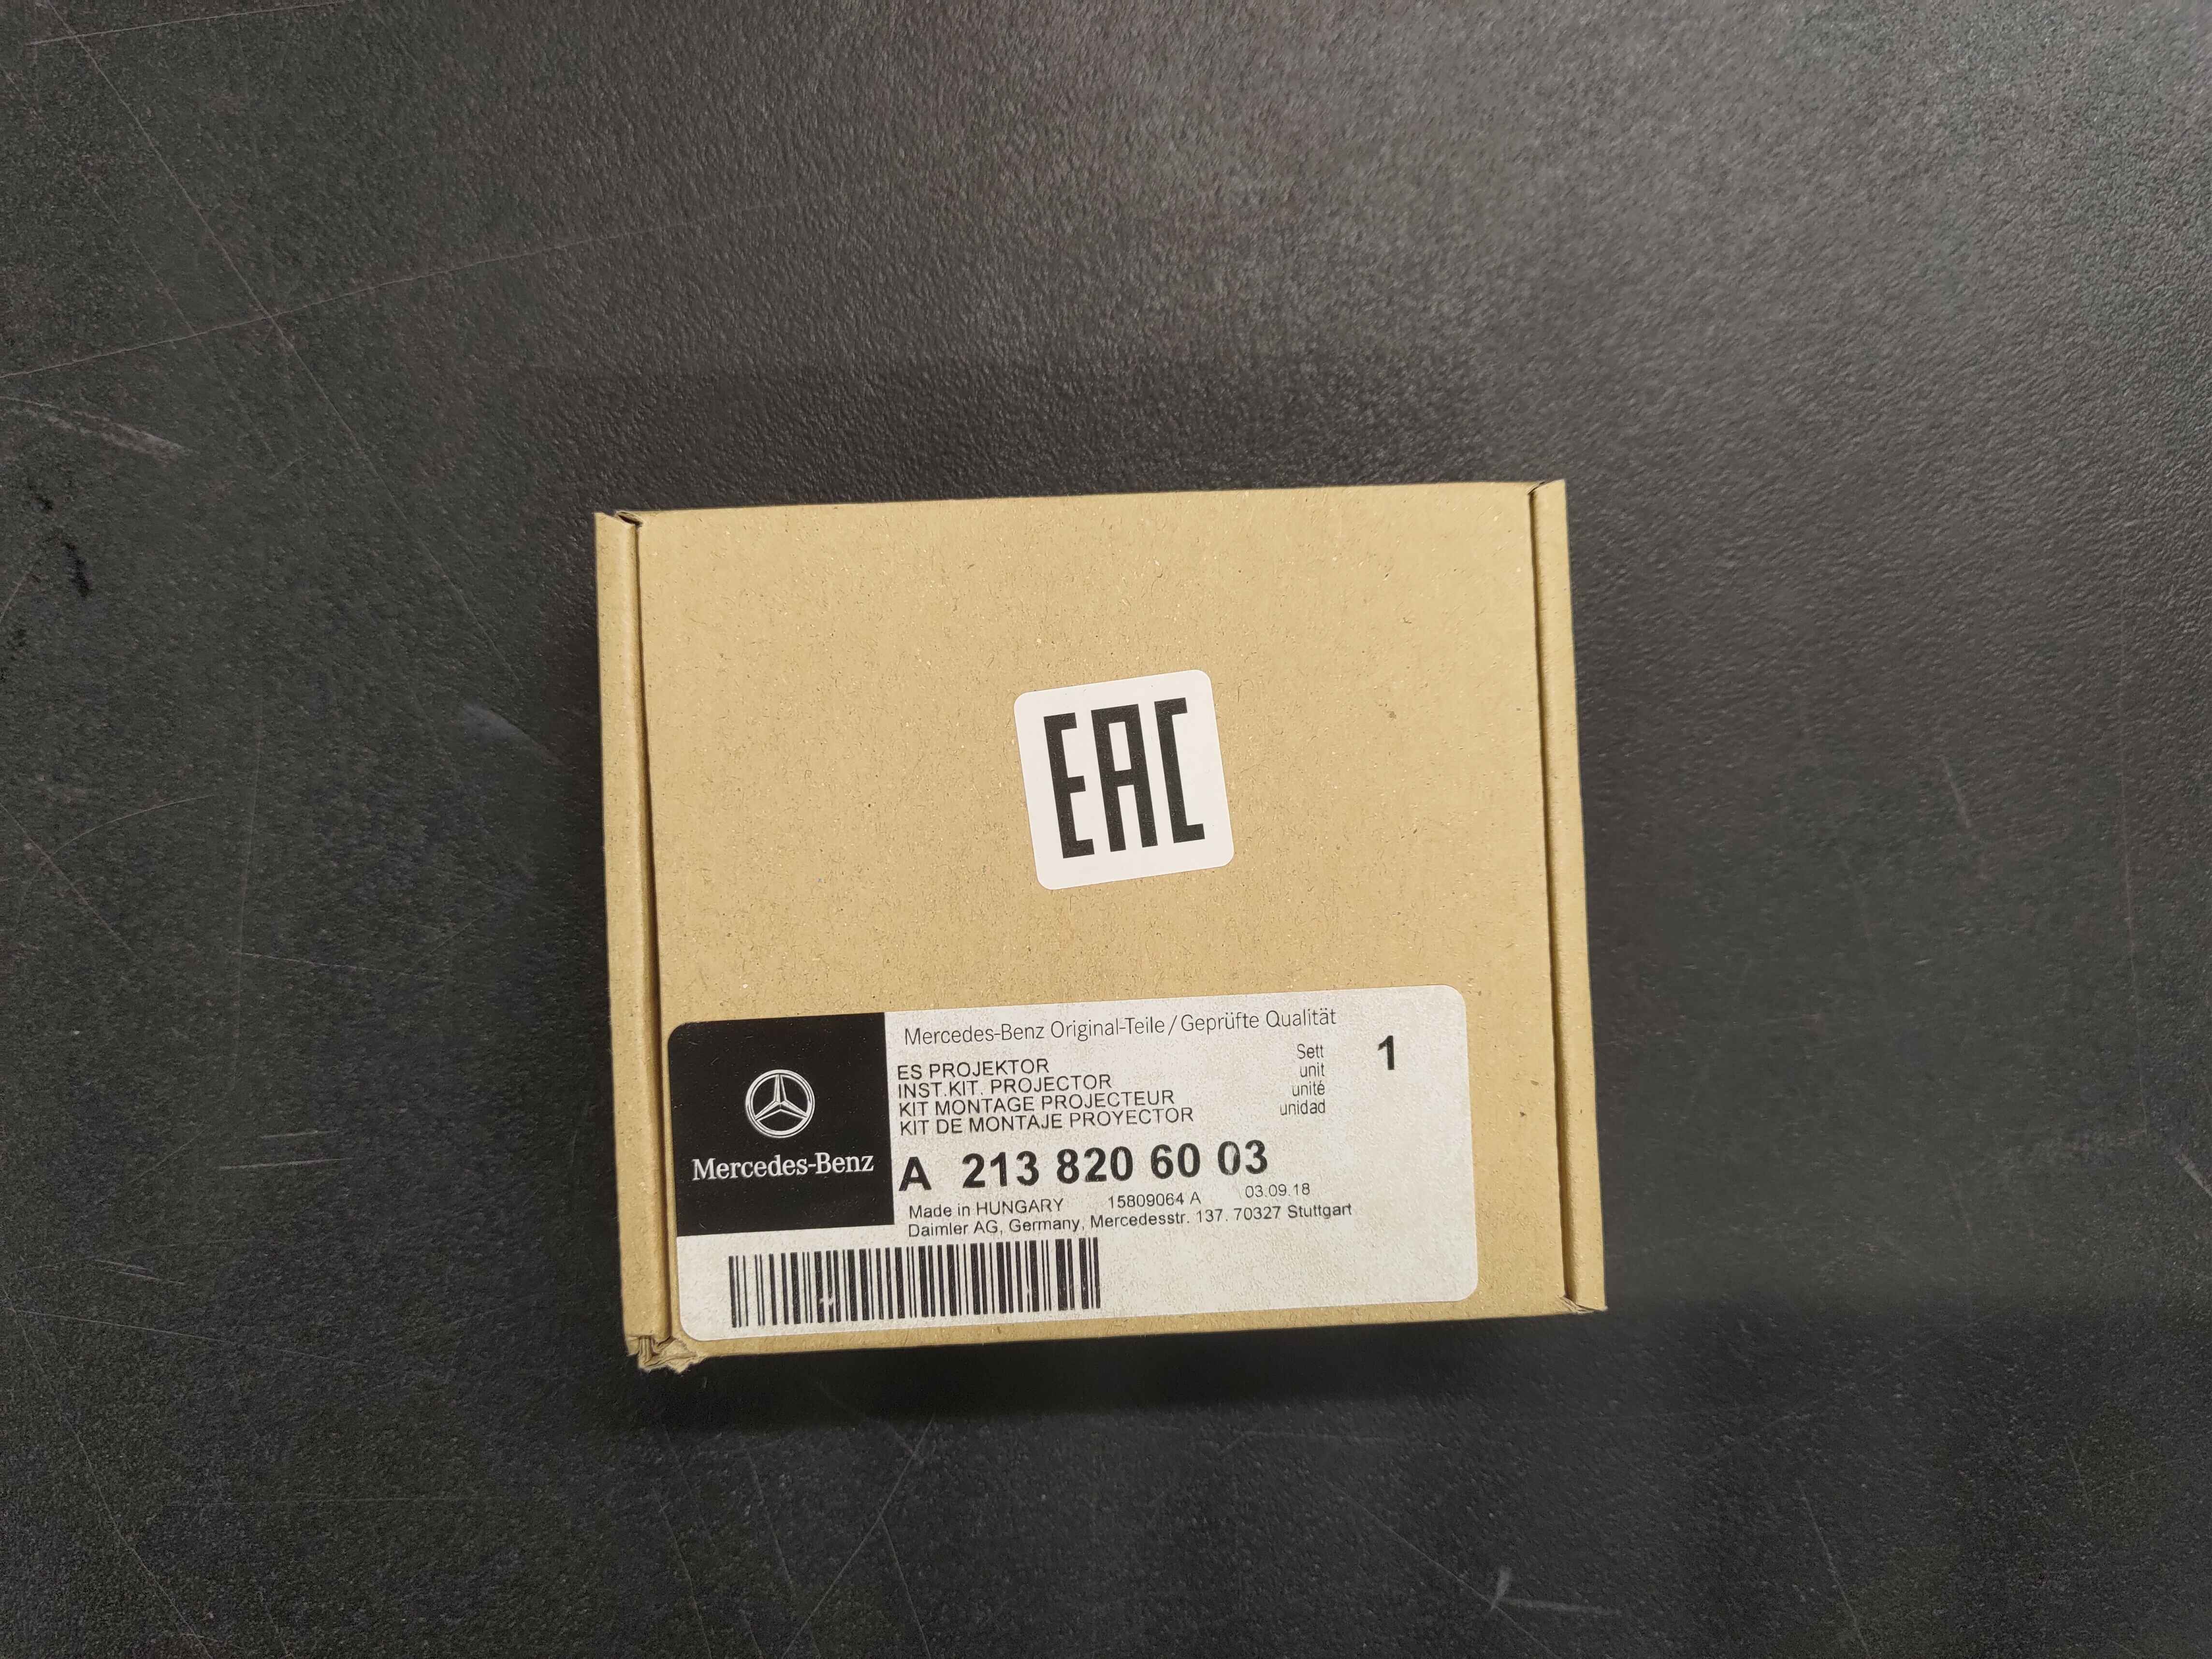 EAC
Mercedes-Benz Original-Teile / Geprüfte Qualität
ES PROJEKTOR
INST.KIT. PROJECTOR
KIT MONTAGE PROJECTEUR
KIT DE MONTAJE PROYECTOR
Sett
unit
unité
unidad
1
Mercedes-Benz
A 213 820 60 03
Made in HUNGARY 15809064 A 03.09.18
Daimler AG, Germany, Mercedesstr. 137. 70327 Stuttgart